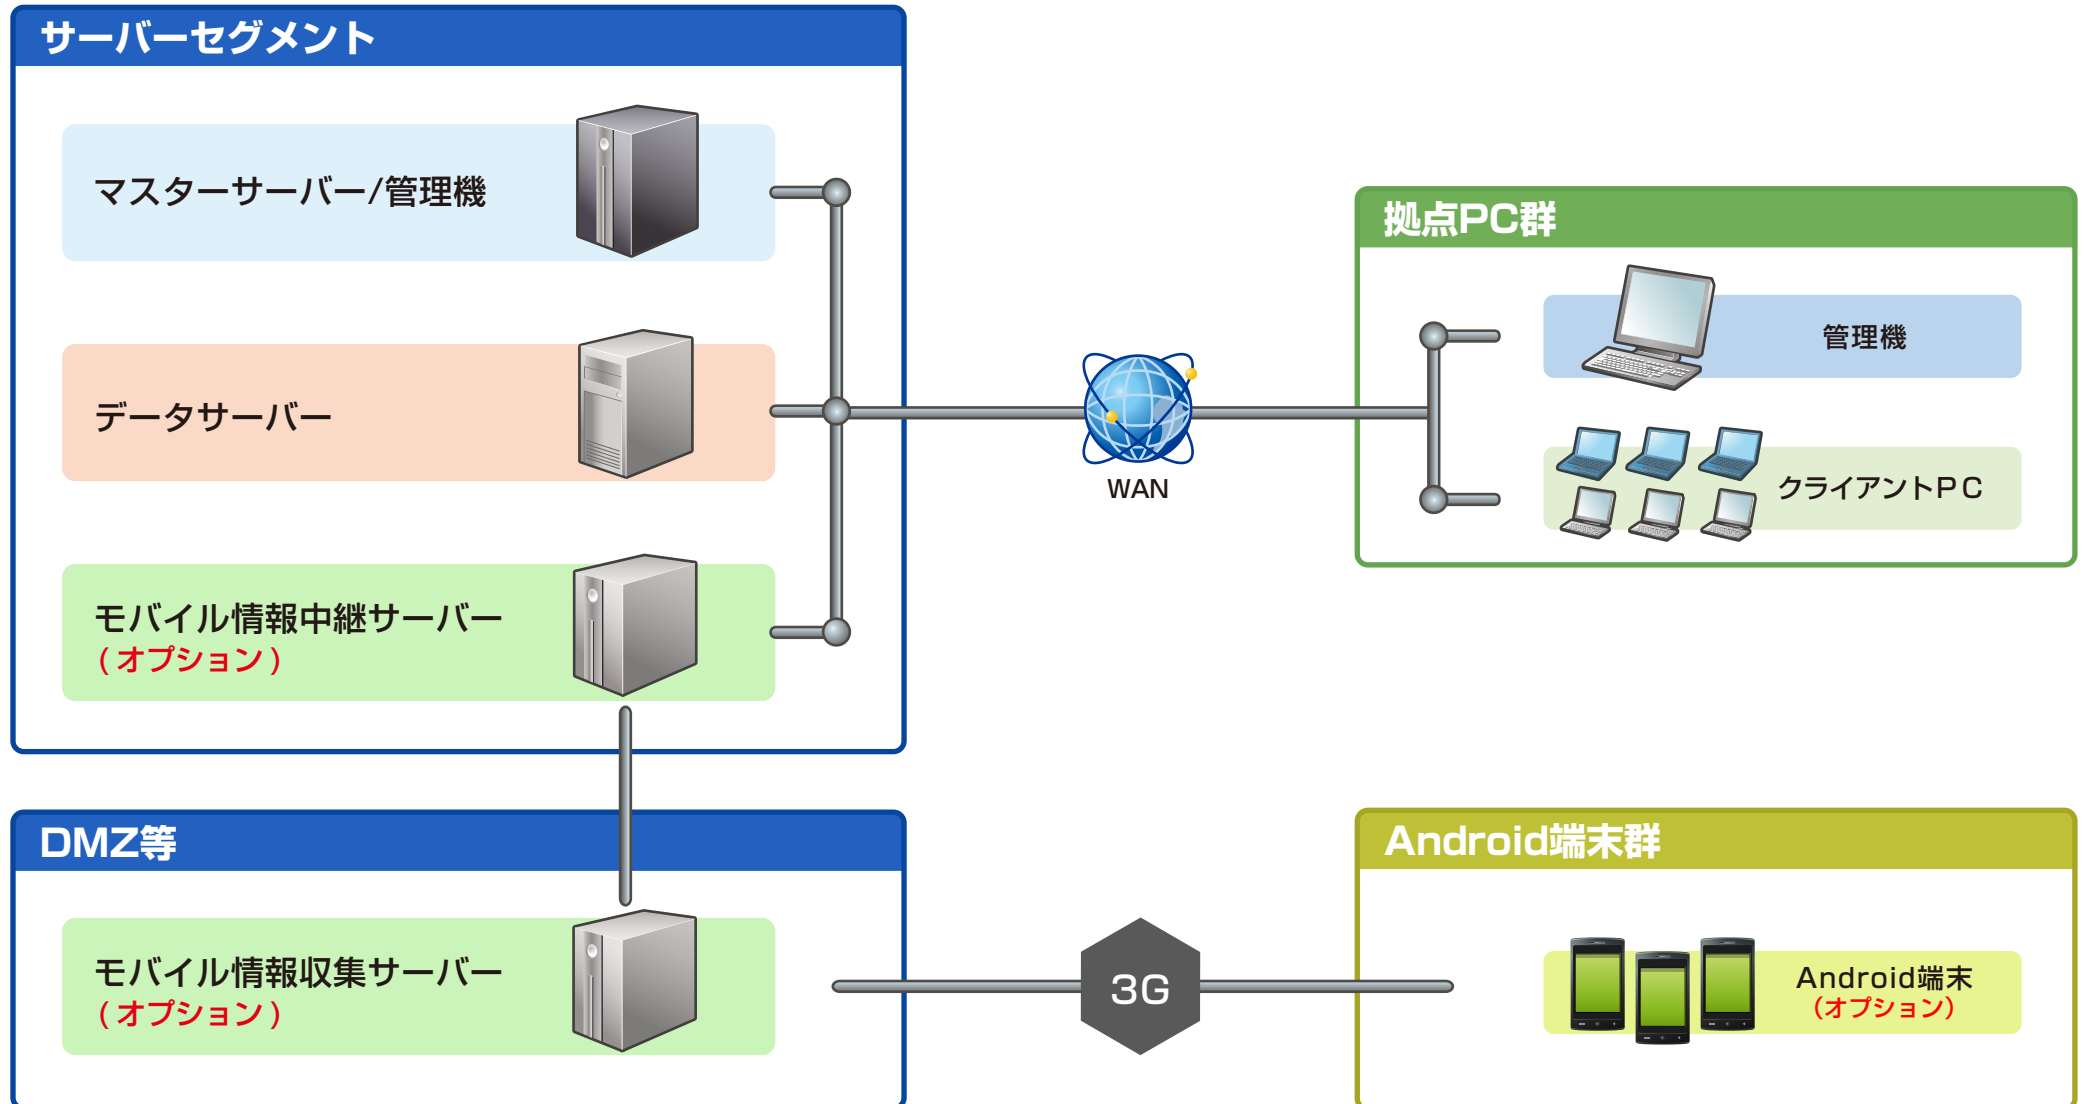 サーバーセグメント
マスターサーバー/管理機
データサーバー
モバイル情報中継サーバー
(オプション)
WAN
拠点PC群
管理機
クライアントPC
DMZ等
モバイル情報収集サーバー
(オプション)
3G
Android端末群
Android端末
(オプション)